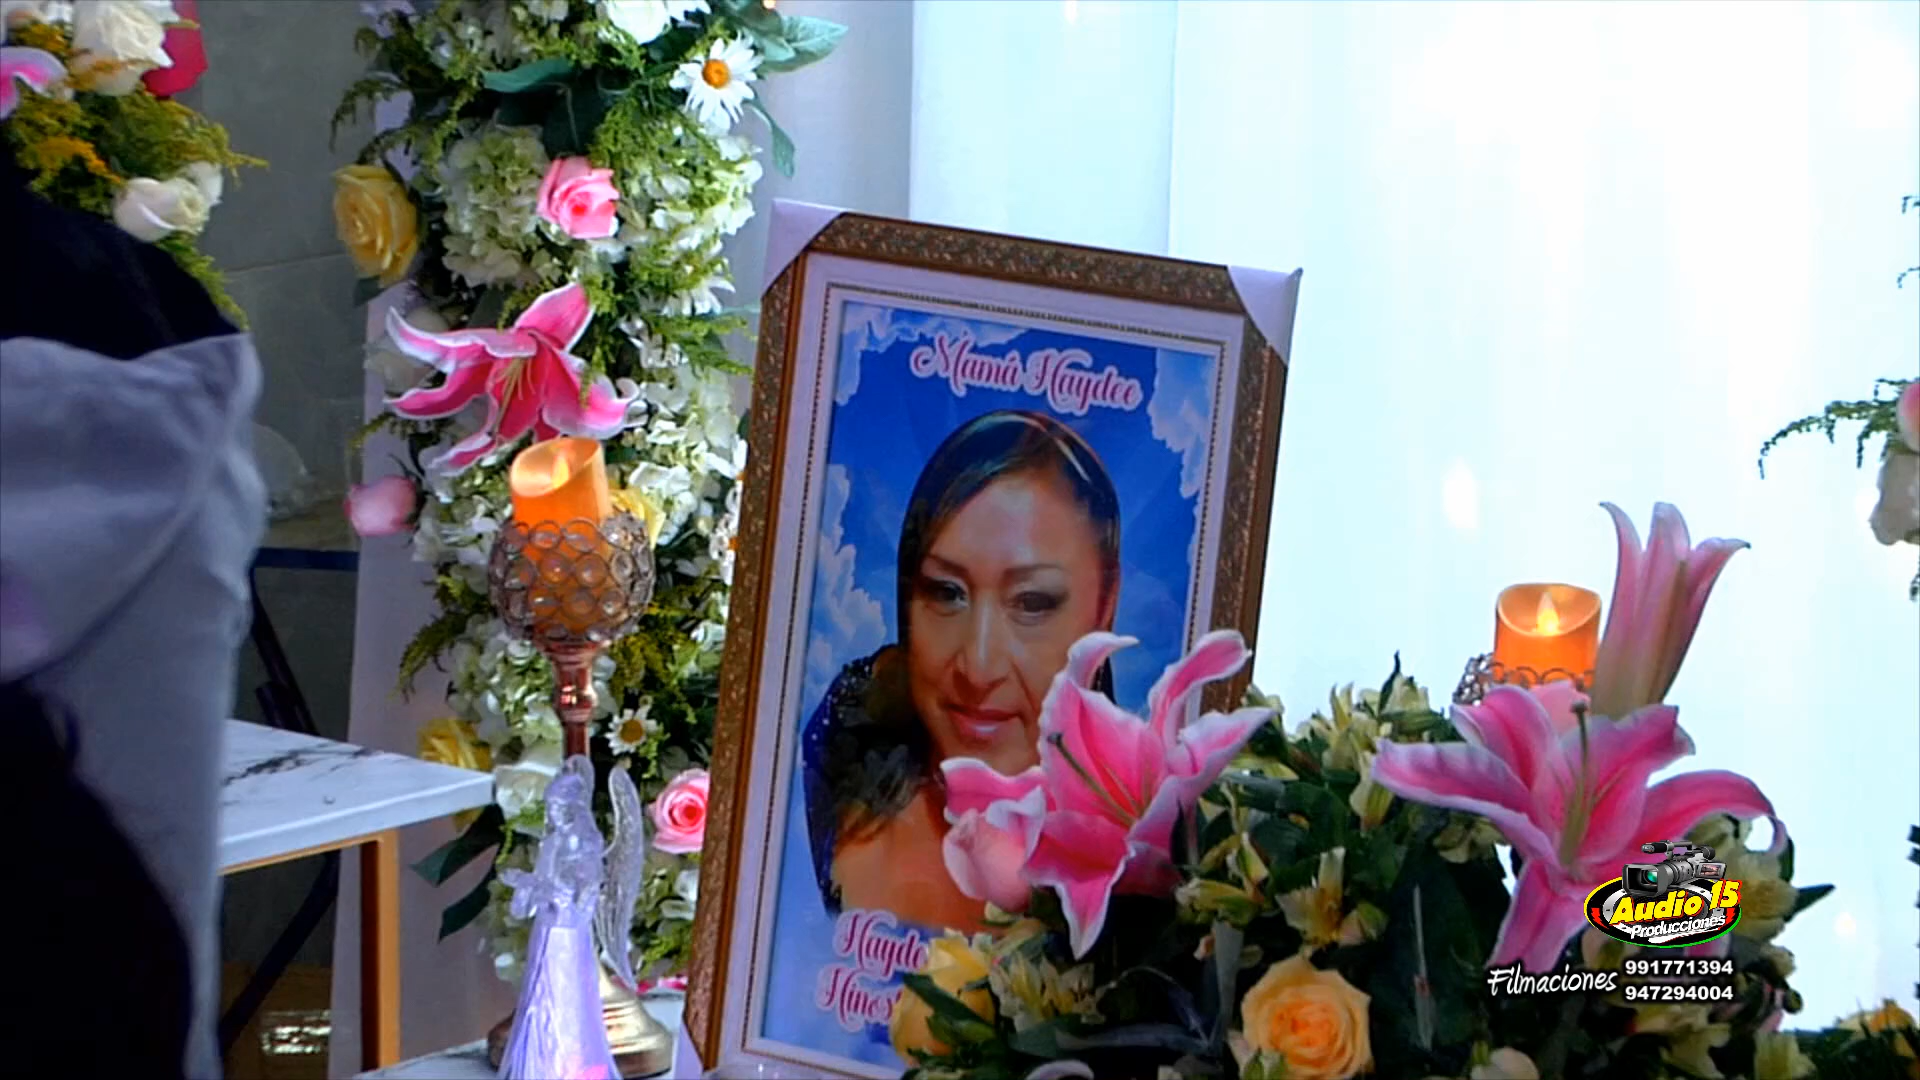 Mamá Haydee
Audio 15
Producciones
Filmaciones
991771394
947294004